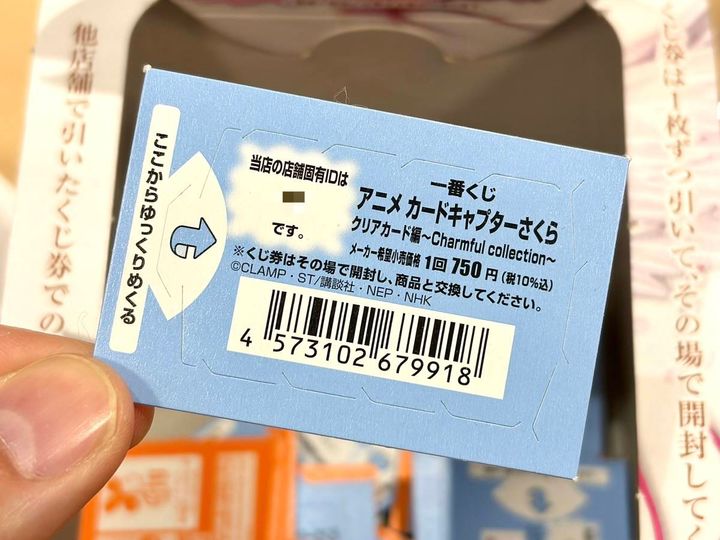 他店舗で引いたくじ券での
くじ券は1枚ずつ引いて、その場で開封してく
ここからゆっくりめくる
当店の店舗固有IDは
です。
一番くじ
アニメ カードキャプターさくら
クリアカード編~Charmful collection~
メーカー希望小売価格 1回 750円 (税10%込)
※くじ券はその場で開封し、商品と交換してください。
©CLAMP・ST/講談社・NEP・NHK
4 573102 679918